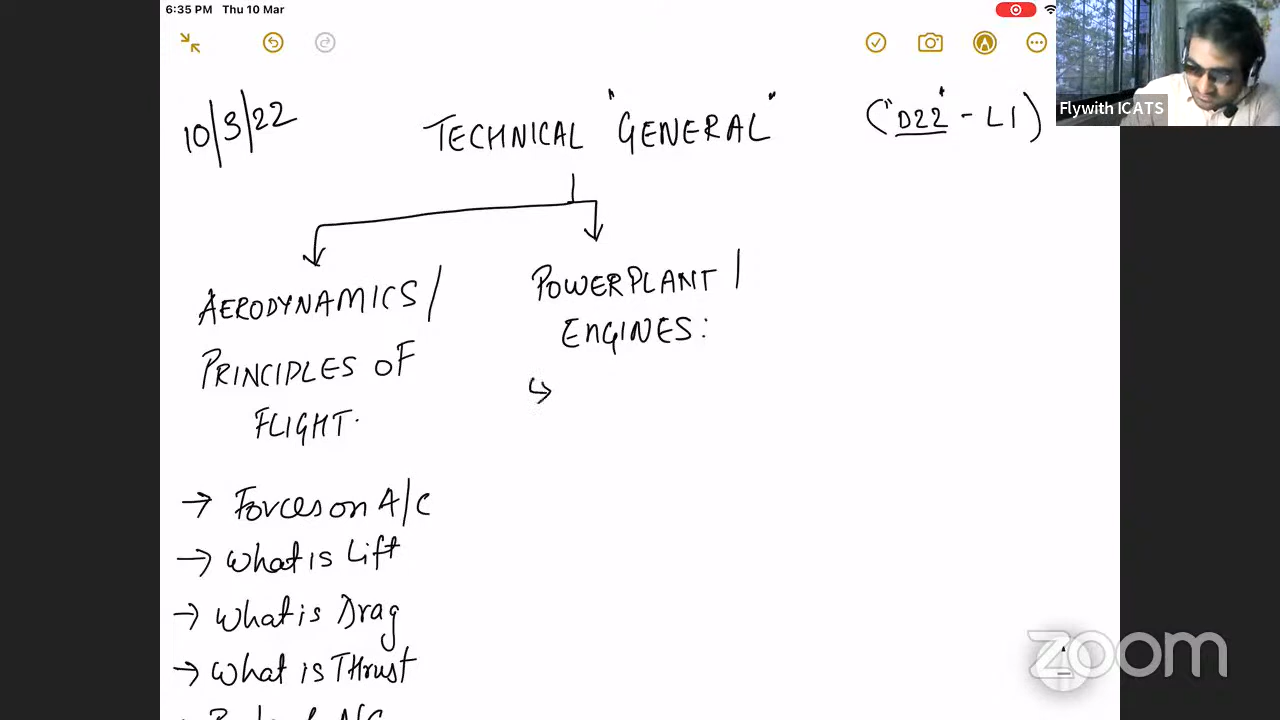 6:35 PM Thu 10 Mar
10/3/22
TECHNICAL "GENERAL"
("D22" - L1)
Flywith ICATS
AERODYNAMICS/
PRINCIPLES OF
FLIGHT.
POWERPLANT/
ENGINES:
→ Forces on A/C
→ What is Lift
→ What is Drag
→ What is Thrust
zoom